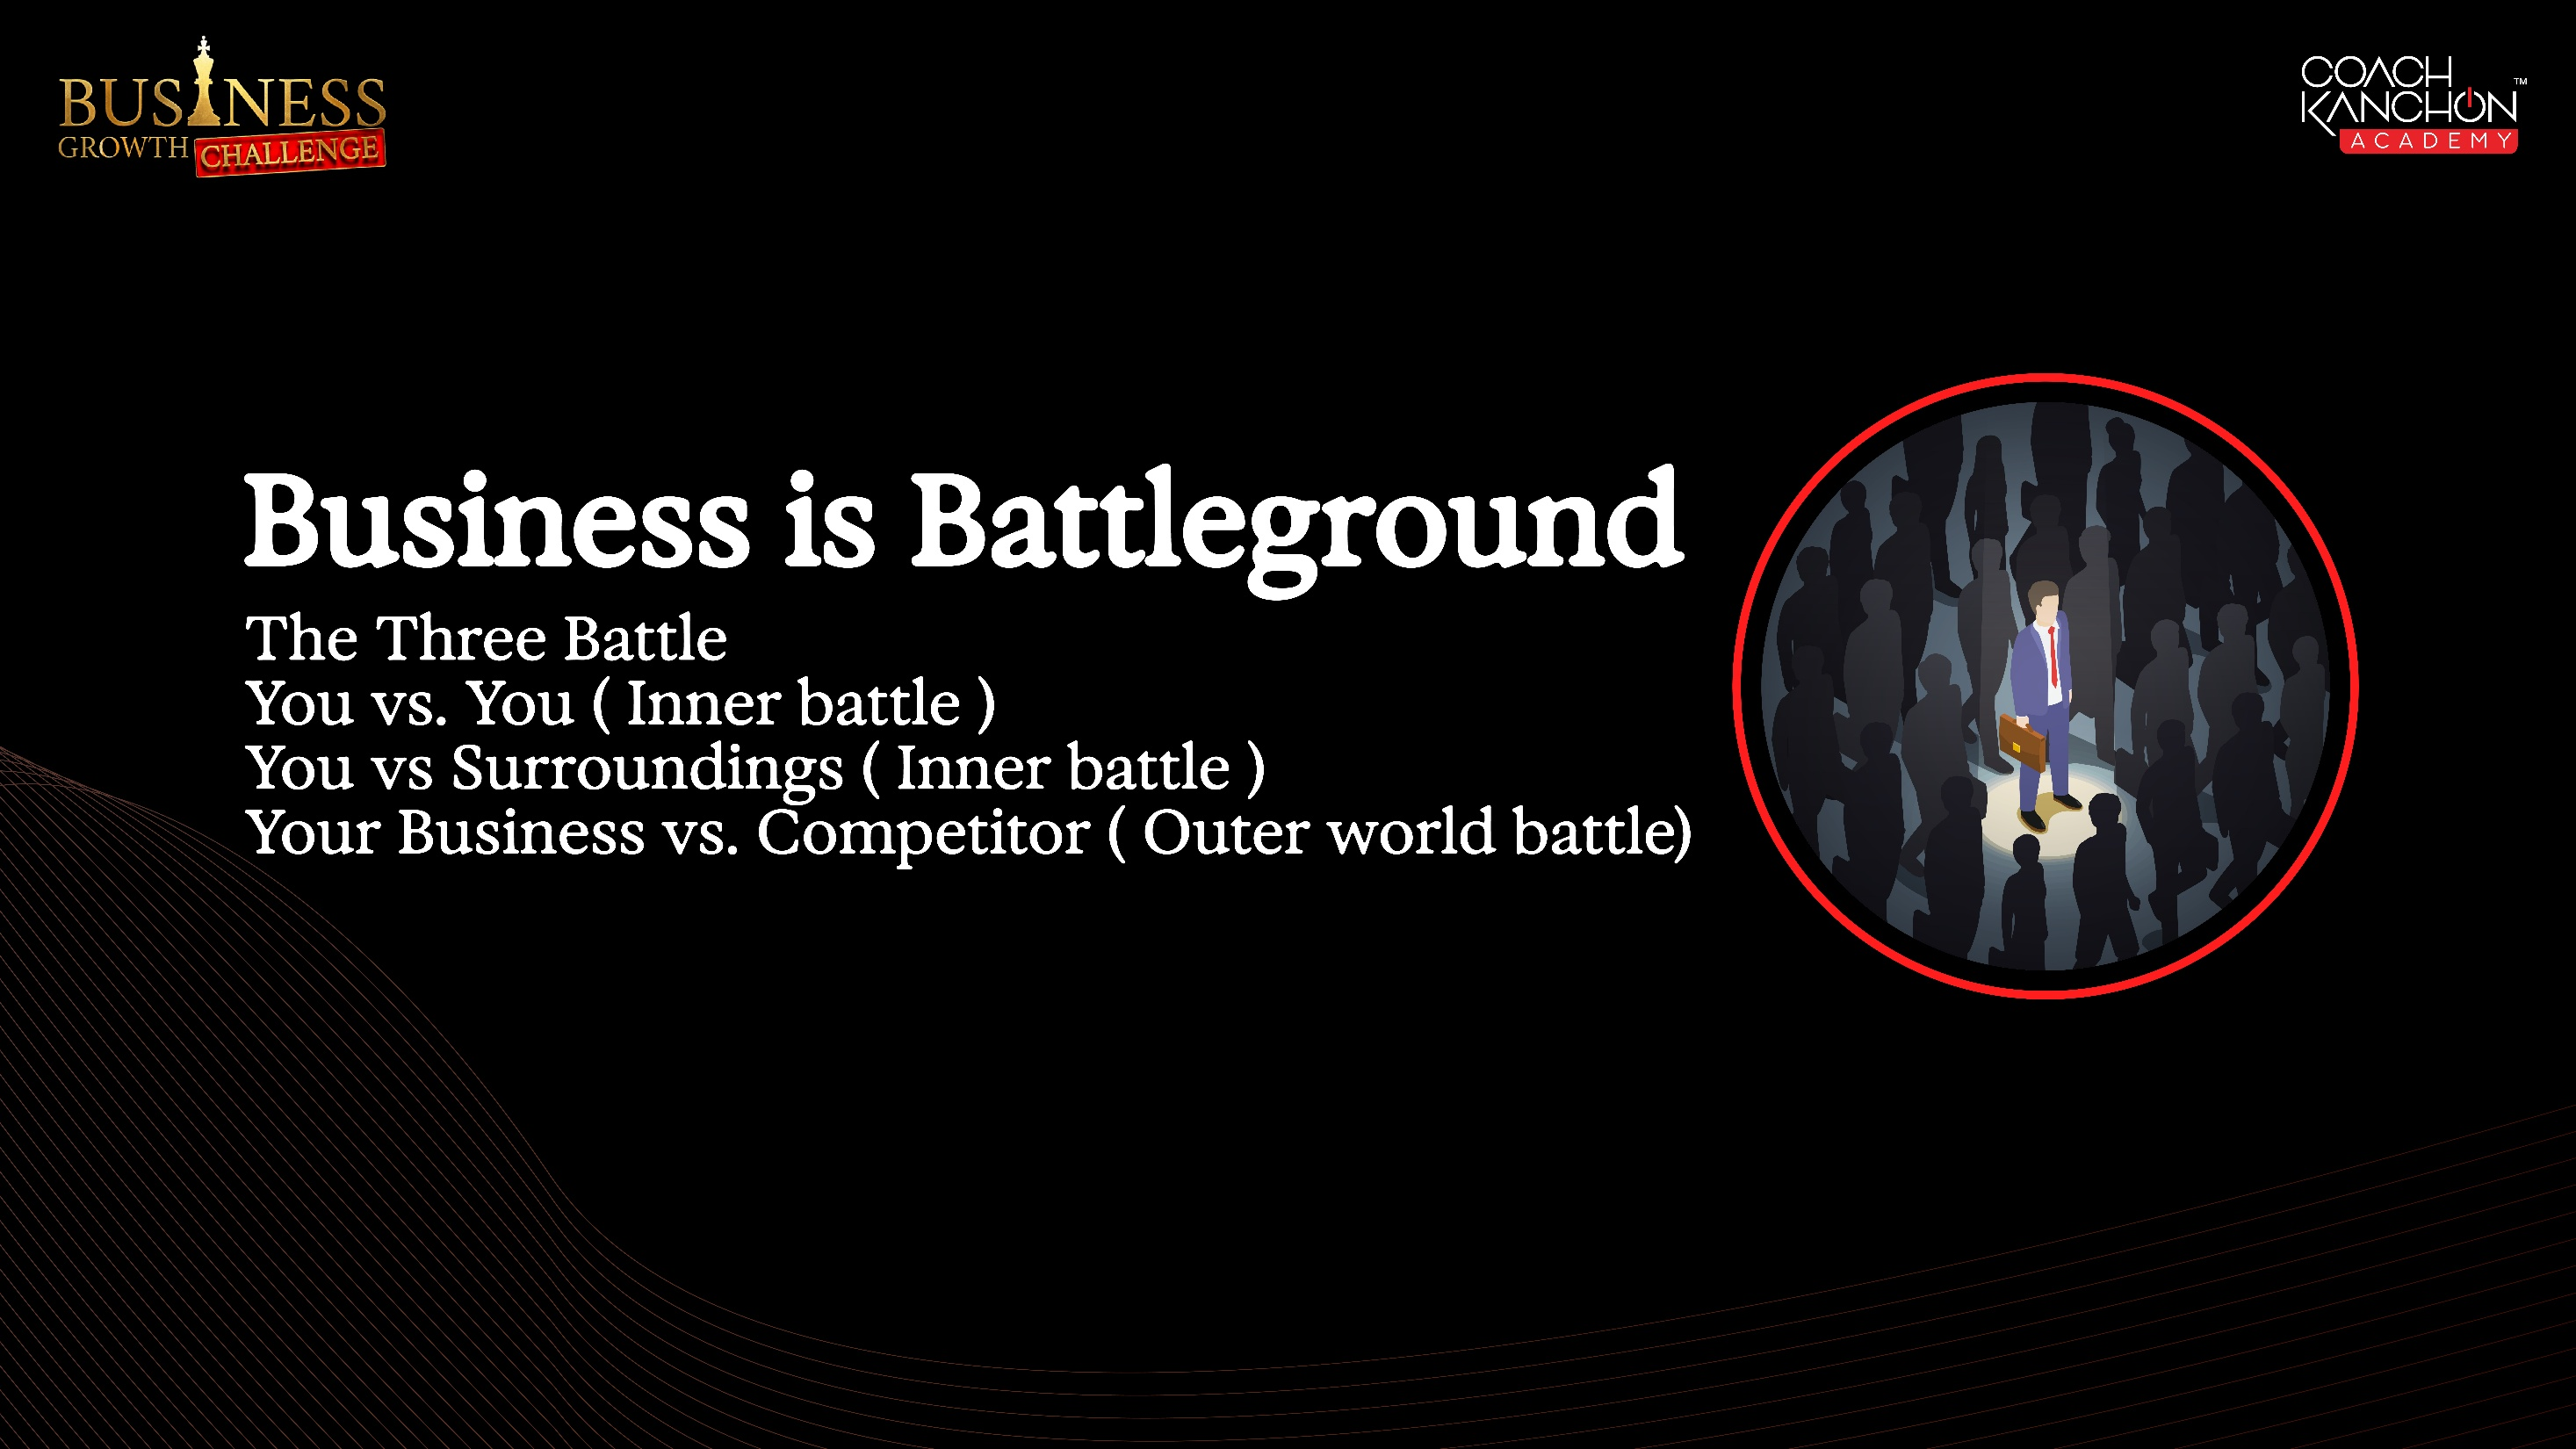 BUSINESS
GROWTH CHALLENGE
COACH
KANCHON
TM
ACADEMY
Business is Battleground
The Three Battle
You vs. You ( Inner battle )
You vs Surroundings ( Inner battle )
Your Business vs. Competitor ( Outer world battle)